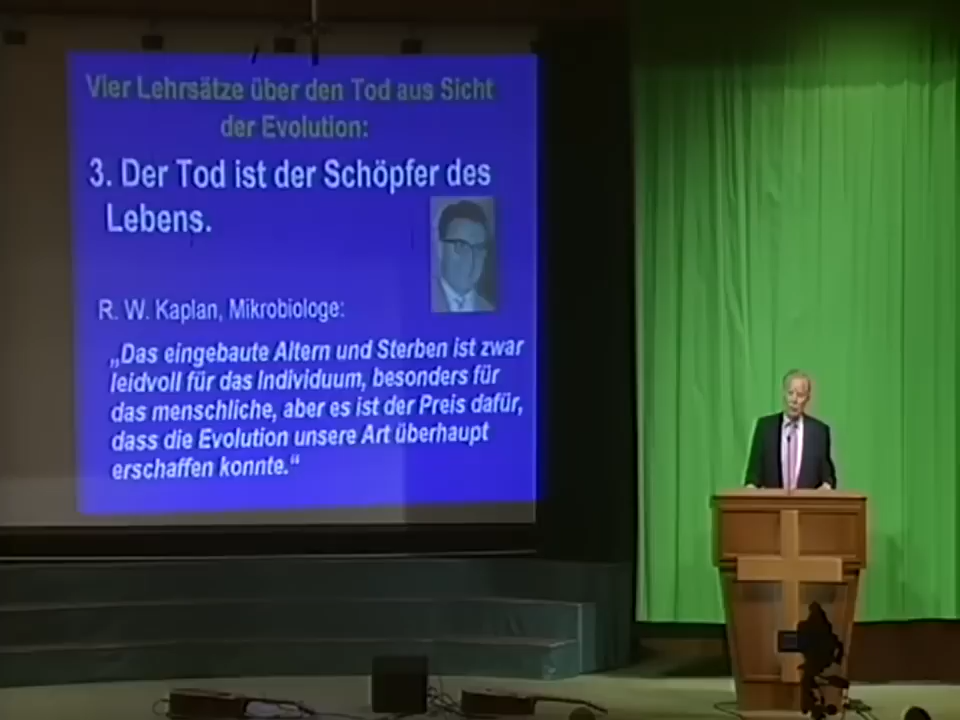 Vier Lehrsätze über den Tod aus Sicht
der Evolution:
3. Der Tod ist der Schöpfer des
Lebens.
R. W. Kaplan, Mikrobiologe:
„Das eingebaute Altern und Sterben ist zwar
leidvoll für das Individuum, besonders für
das menschliche, aber es ist der Preis dafür,
dass die Evolution unsere Art überhaupt
erschaffen konnte.“